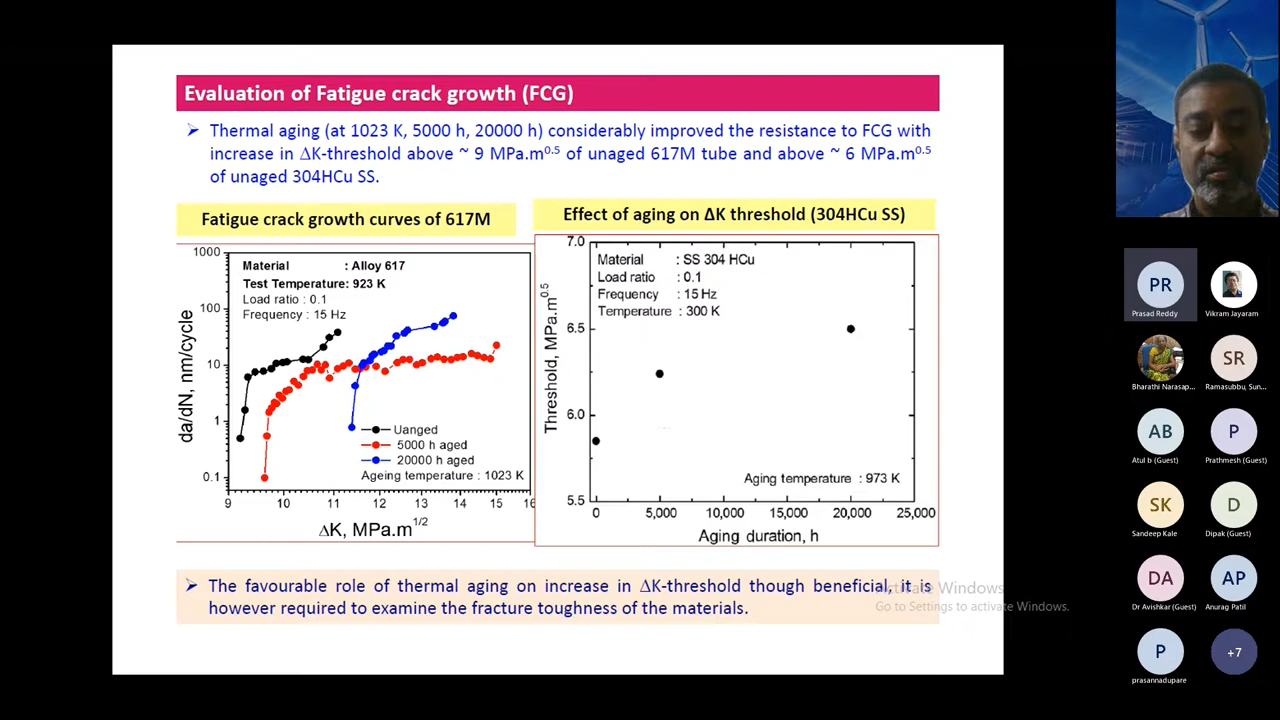 Evaluation of Fatigue crack growth (FCG)
➢ Thermal aging (at 1023 K, 5000 h, 20000 h) considerably improved the resistance to FCG with
increase in ΔK-threshold above ~ 9 MPa.m0.5 of unaged 617M tube and above ~ 6 MPa.m0.5
of unaged 304HCu SS.
Fatigue crack growth curves of 617M
1000
100
10
1
0.1
da/dN, nm/cycle
Material : Alloy 617
Test Temperature: 923 K
Load ratio : 0.1
Frequency : 15 Hz
Uanged
5000 h aged
20000 h aged
Ageing temperature : 1023 K
9 10 11 12 13 14 15 16
ΔK, MPa.m1/2
Effect of aging on ΔK threshold (304HCu SS)
7.0
6.5
6.0
5.5
Threshold, MPa.m0.5
Material : SS 304 HCu
Load ratio : 0.1
Frequency : 15 Hz
Temperature : 300 K
Aging temperature : 973 K
0 5,000 10,000 15,000 20,000 25,000
Aging duration, h
➢ The favourable role of thermal aging on increase in ΔK-threshold though beneficial, it is
however required to examine the fracture toughness of the materials.
Activate Windows
Go to Settings to activate Windows.
PR
Prasad Reddy
Vikram Jayaram
Bharathi Narasap...
SR
Ramasubbu, Sun...
AB
Atul b (Guest)
P
Prathmesh (Guest)
SK
Sandeep Kale
D
Dipak (Guest)
DA
Dr Avishkar (Guest)
AP
Anurag Patil
P
prasannadupare
+7